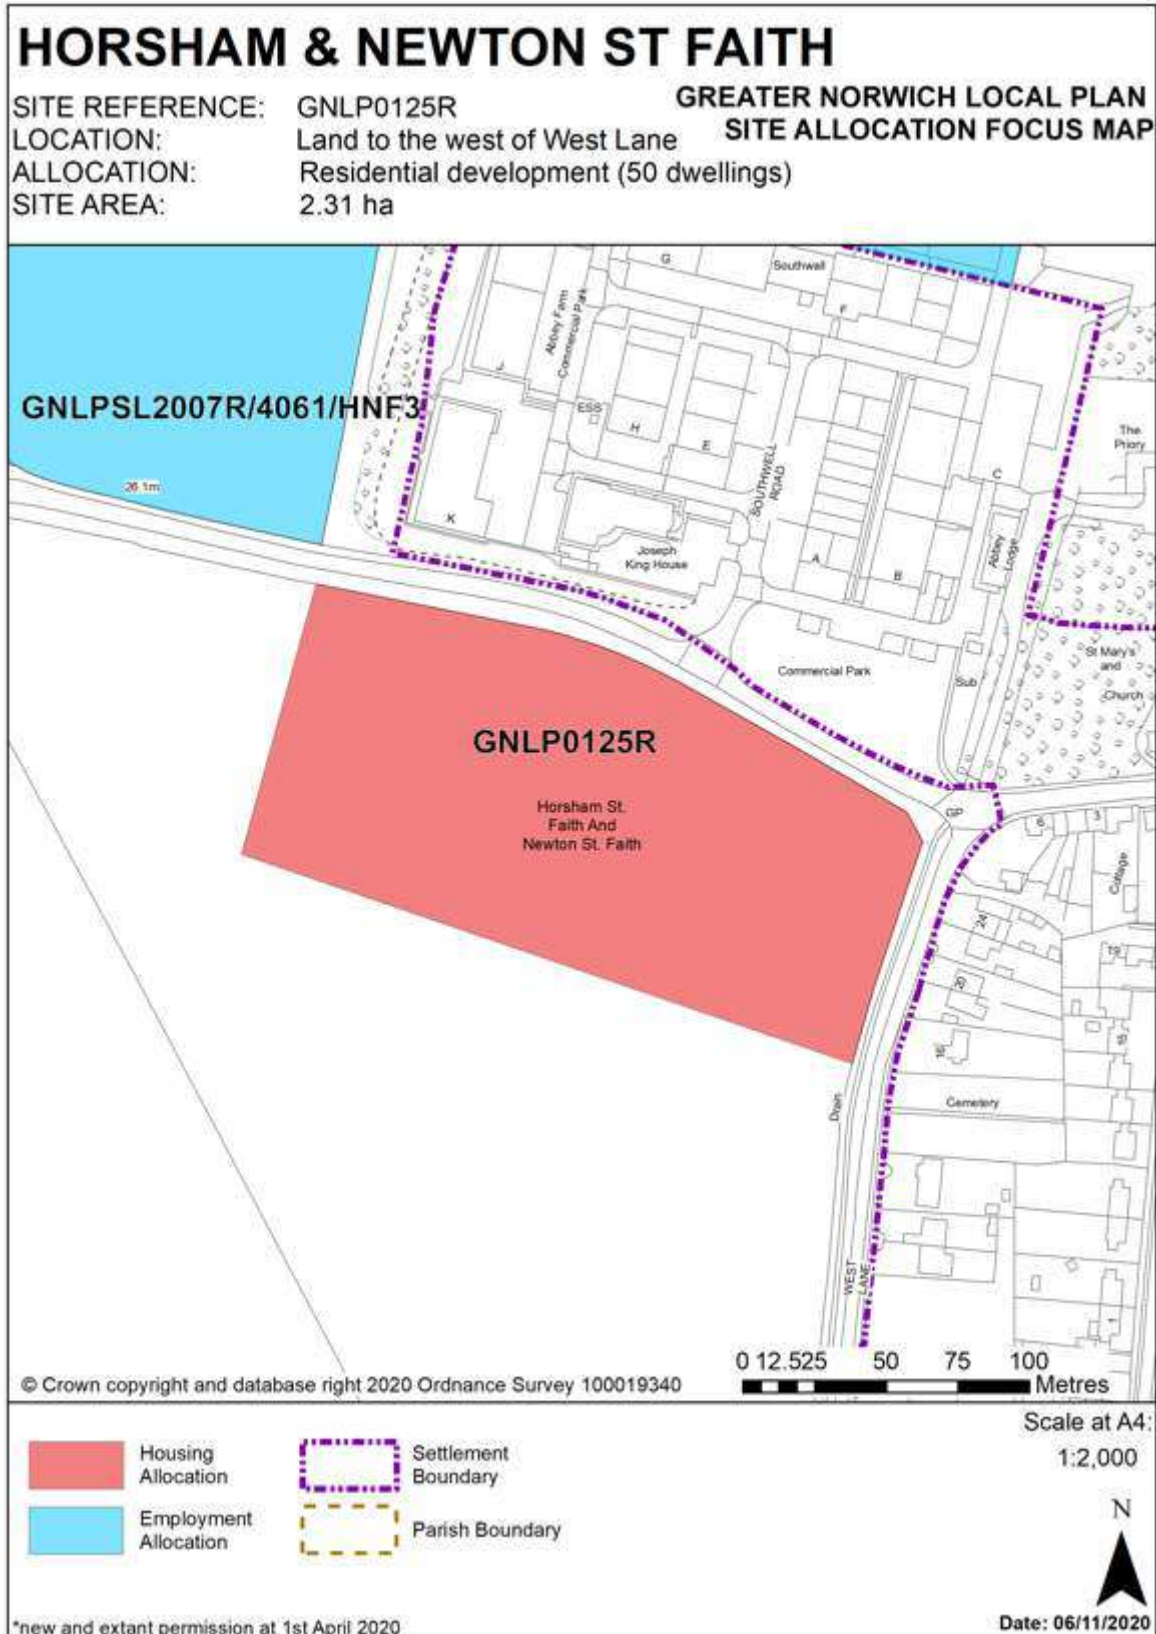 HORSHAM & NEWTON ST FAITH
SITE REFERENCE: GNLP0125R
LOCATION: Land to the west of West Lane
ALLOCATION: Residential development (50 dwellings)
SITE AREA: 2.31 ha
GREATER NORWICH LOCAL PLAN
SITE ALLOCATION FOCUS MAP
G
Southwall
F
Abbey Farm
Commercial Park
J
GNLPSL2007R/4061/HNF3
ESS
H
E
The
Priory
26.1m
SOUTHWELL
ROAD
C
K
Joseph
King House
A
B
Abbey
Lodge
St Mary's
and
Church
Commercial Park
Sub
GNLP0125R
Horsham St.
Faith And
Newton St. Faith
GP
6
3
Cottage
24
19
20
16
15
Drain
Cemetery
WEST
LANE
1
0 12.525 50 75 100
Metres
© Crown copyright and database right 2020 Ordnance Survey 100019340
Housing
Allocation
Settlement
Boundary
Employment
Allocation
Parish Boundary
Scale at A4:
1:2,000
N
*new and extant permission at 1st April 2020
Date: 06/11/2020